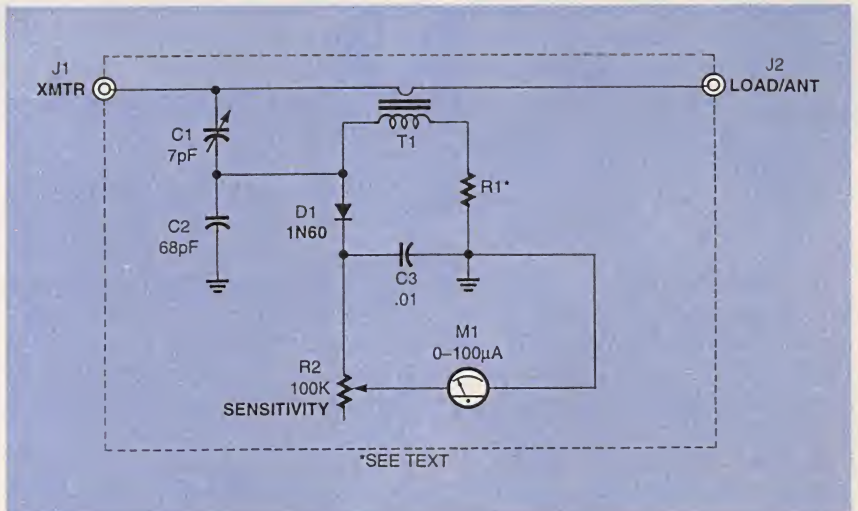 J1
XMTR
J2
LOAD/ANT
C1
7pF
T1
R1*
D1
1N60
C2
68pF
C3
.01
M1
0–100µA
R2
100K
SENSITIVITY
*SEE TEXT